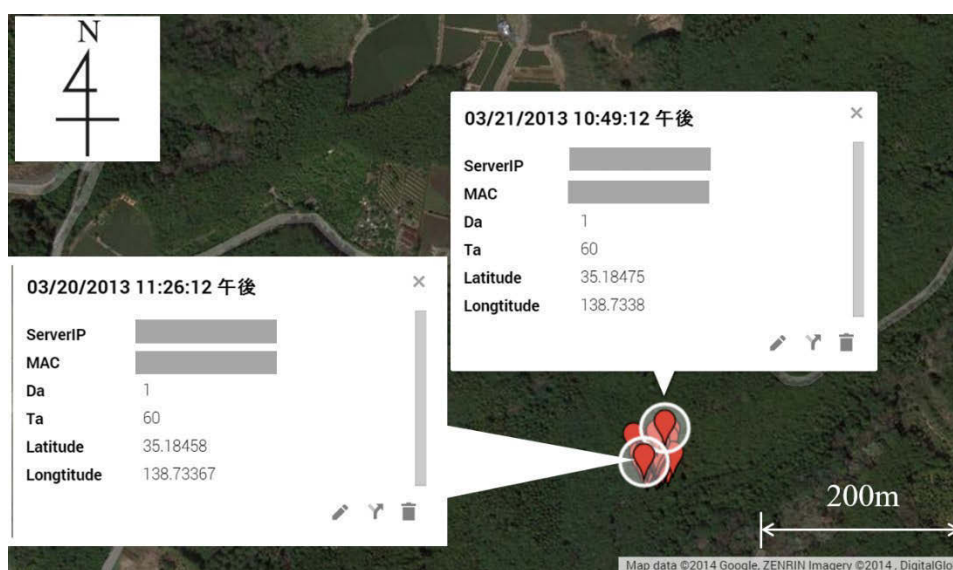 N
03/21/2013 10:49:12 午後
ServerIP
MAC
Da 1
Ta 60
Latitude 35.18475
Longtitude 138.7338
03/20/2013 11:26:12 午後
ServerIP
MAC
Da 1
Ta 60
Latitude 35.18458
Longtitude 138.73367
200m
Map data ©2014 Google, ZENRIN Imagery ©2014 , DigitalGlo